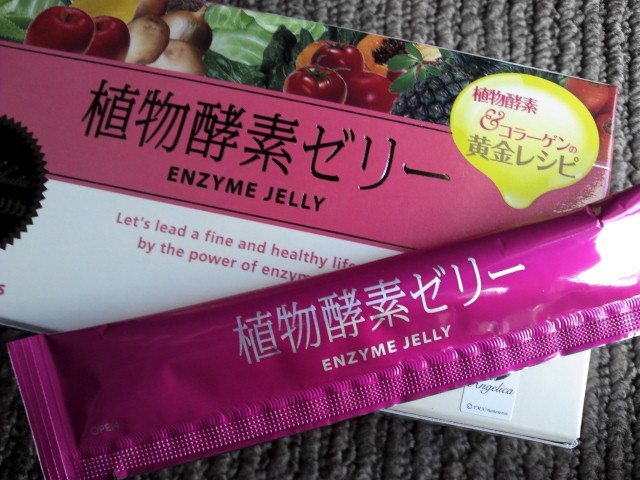 植物酵素ゼリー
ENZYME JELLY
植物酵素
&コラーゲンの
黄金レシピ
Let's lead a fine and healthy life
by the power of
植物酵素ゼリー
ENZYME JELLY
OPEN
Angelica